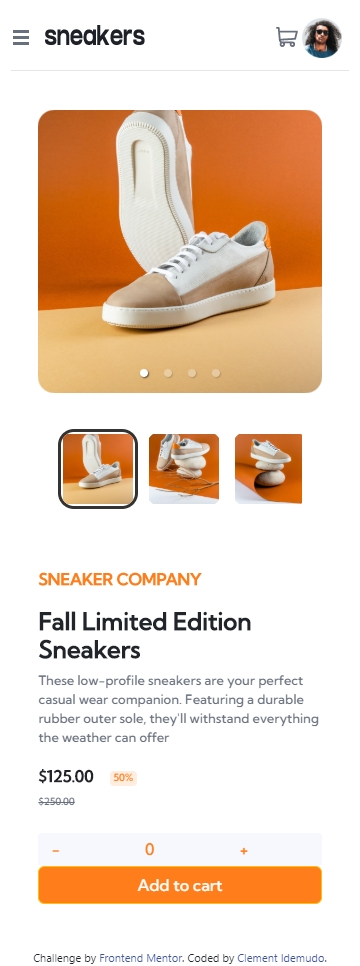 sneakers
SNEAKER COMPANY
Fall Limited Edition
Sneakers
These low-profile sneakers are your perfect
casual wear companion. Featuring a durable
rubber outer sole, they'll withstand everything
the weather can offer
$125.00 50%
$250.00
- 0 +
Add to cart
Challenge by Frontend Mentor. Coded by Clement Idemudo.